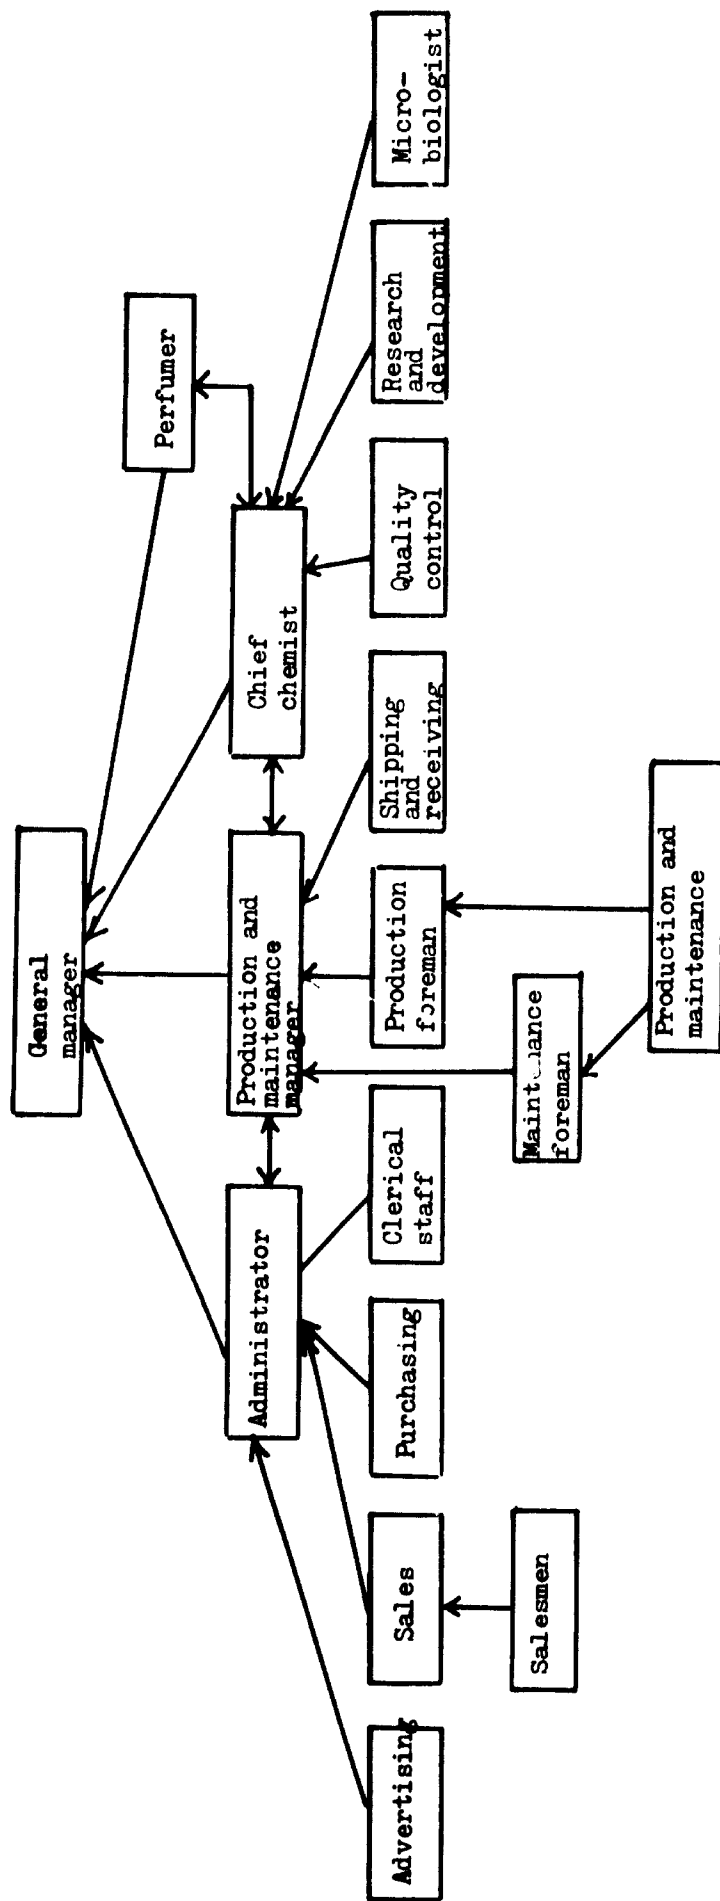 General
manager
Perfumer
Administrator
Production and
maintenance
manager
Chief
chemist
Advertising
Sales
Purchasing
Clerical
staff
Production
foreman
Shipping
and
receiving
Quality
control
Research
and
development
Micro-
biologist
Salesmen
Maintenance
foreman
Production and
maintenance